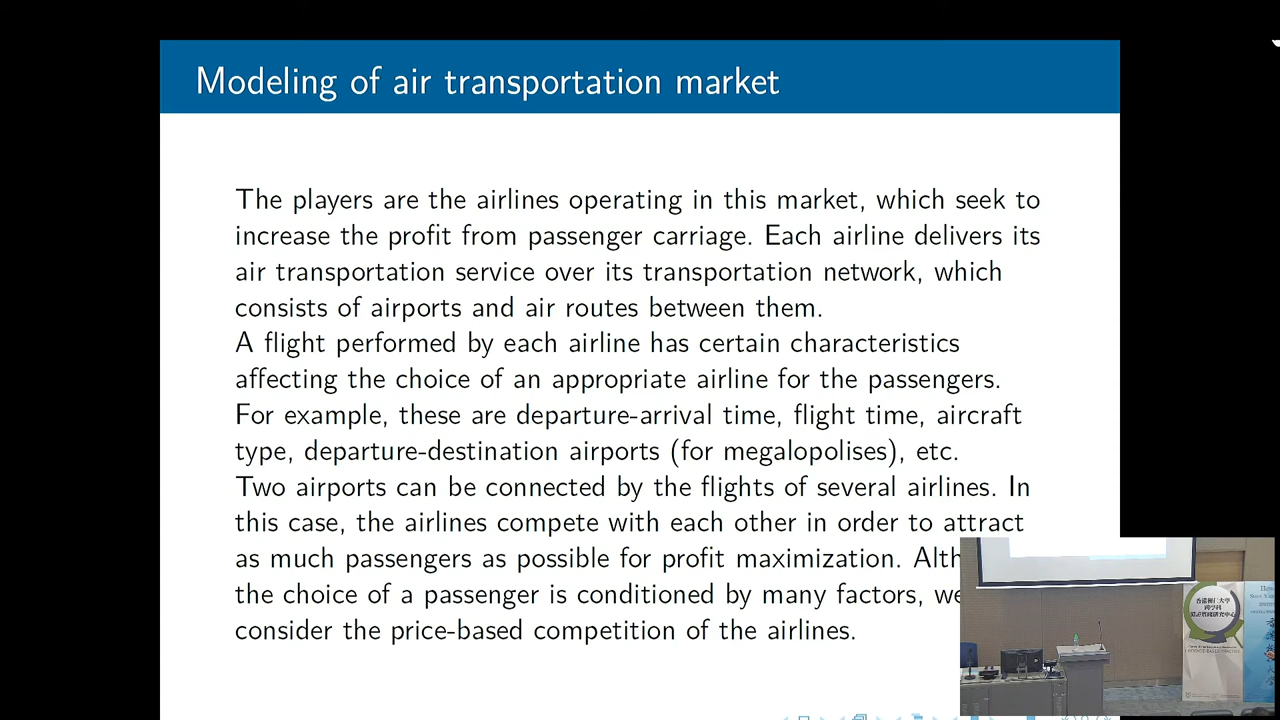 Modeling of air transportation market
The players are the airlines operating in this market, which seek to
increase the profit from passenger carriage. Each airline delivers its
air transportation service over its transportation network, which
consists of airports and air routes between them.
A flight performed by each airline has certain characteristics
affecting the choice of an appropriate airline for the passengers.
For example, these are departure-arrival time, flight time, aircraft
type, departure-destination airports (for megalopolises), etc.
Two airports can be connected by the flights of several airlines. In
this case, the airlines compete with each other in order to attract
as much passengers as possible for profit maximization.
the choice of a passenger is conditioned by many factors, we
consider the price-based competition of the airlines.